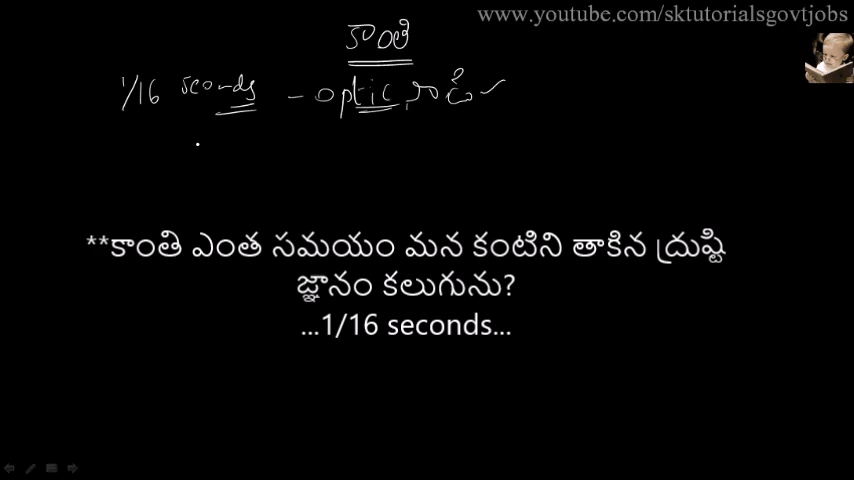 www.youtube.com/sktutorialsgovtjobs
కాంతి
1/16 seconds - optic నాడి
**కాంతి ఎంత సమయం మన కంటిని తాకిన ద్రుష్టి
జ్ఞానం కలుగును?
...1/16 seconds...